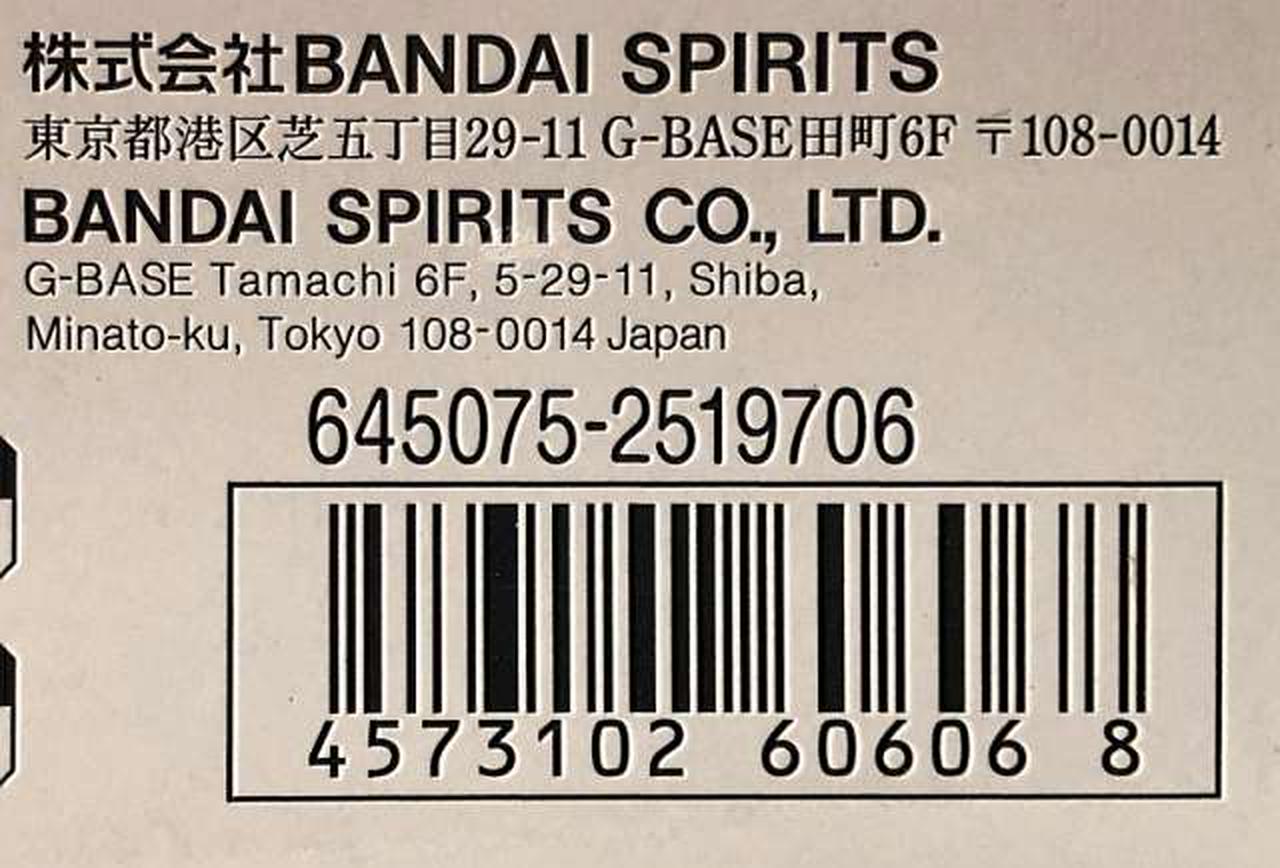 株式会社BANDAI SPIRITS
東京都港区芝五丁目29-11 G-BASE田町6F 〒108-0014
BANDAI SPIRITS CO., LTD.
G-BASE Tamachi 6F, 5-29-11, Shiba,
Minato-ku, Tokyo 108-0014 Japan
645075-2519706
4573102 60606 8